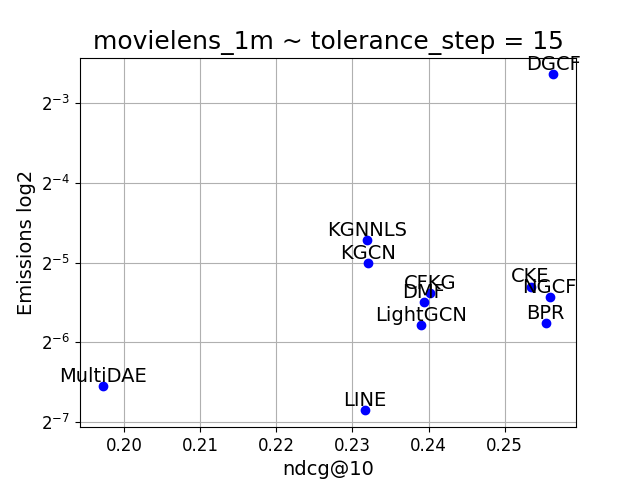 movielens_1m ~ tolerance_step = 15
DGCF
2^-3
2^-4
KGNNLS
KGCN
2^-5
CKE
CFKG
NGCF
DMF
BPR
LightGCN
2^-6
MultiDAE
LINE
2^-7
Emissions log2
0.20 0.21 0.22 0.23 0.24 0.25
ndcg@10